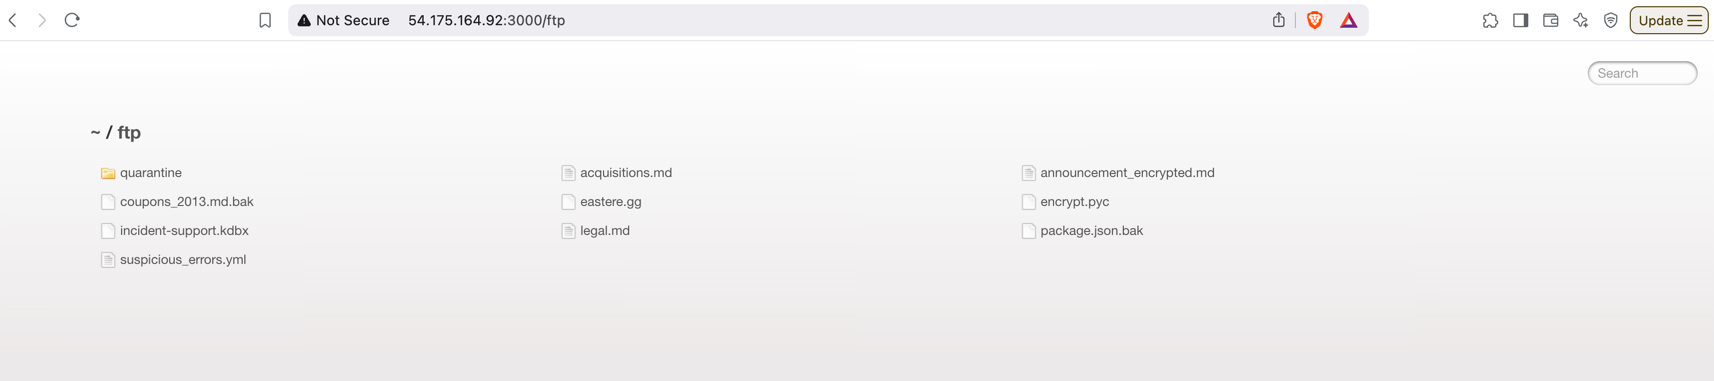 Not Secure 54.175.164.92:3000/ftp Update
Search
~ / ftp
quarantine acquisitions.md announcement_encrypted.md
coupons_2013.md.bak eastere.gg encrypt.pyc
incident-support.kdbx legal.md package.json.bak
suspicious_errors.yml